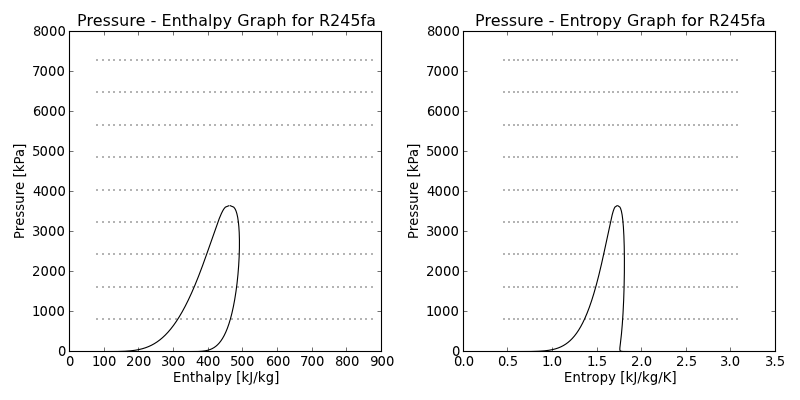 Pressure - Enthalpy Graph for R245fa
8000
7000
6000
5000
4000
3000
2000
1000
0
Pressure [kPa]
0 100 200 300 400 500 600 700 800 900
Enthalpy [kJ/kg]
Pressure - Entropy Graph for R245fa
8000
7000
6000
5000
4000
3000
2000
1000
0
Pressure [kPa]
0.0 0.5 1.0 1.5 2.0 2.5 3.0 3.5
Entropy [kJ/kg/K]